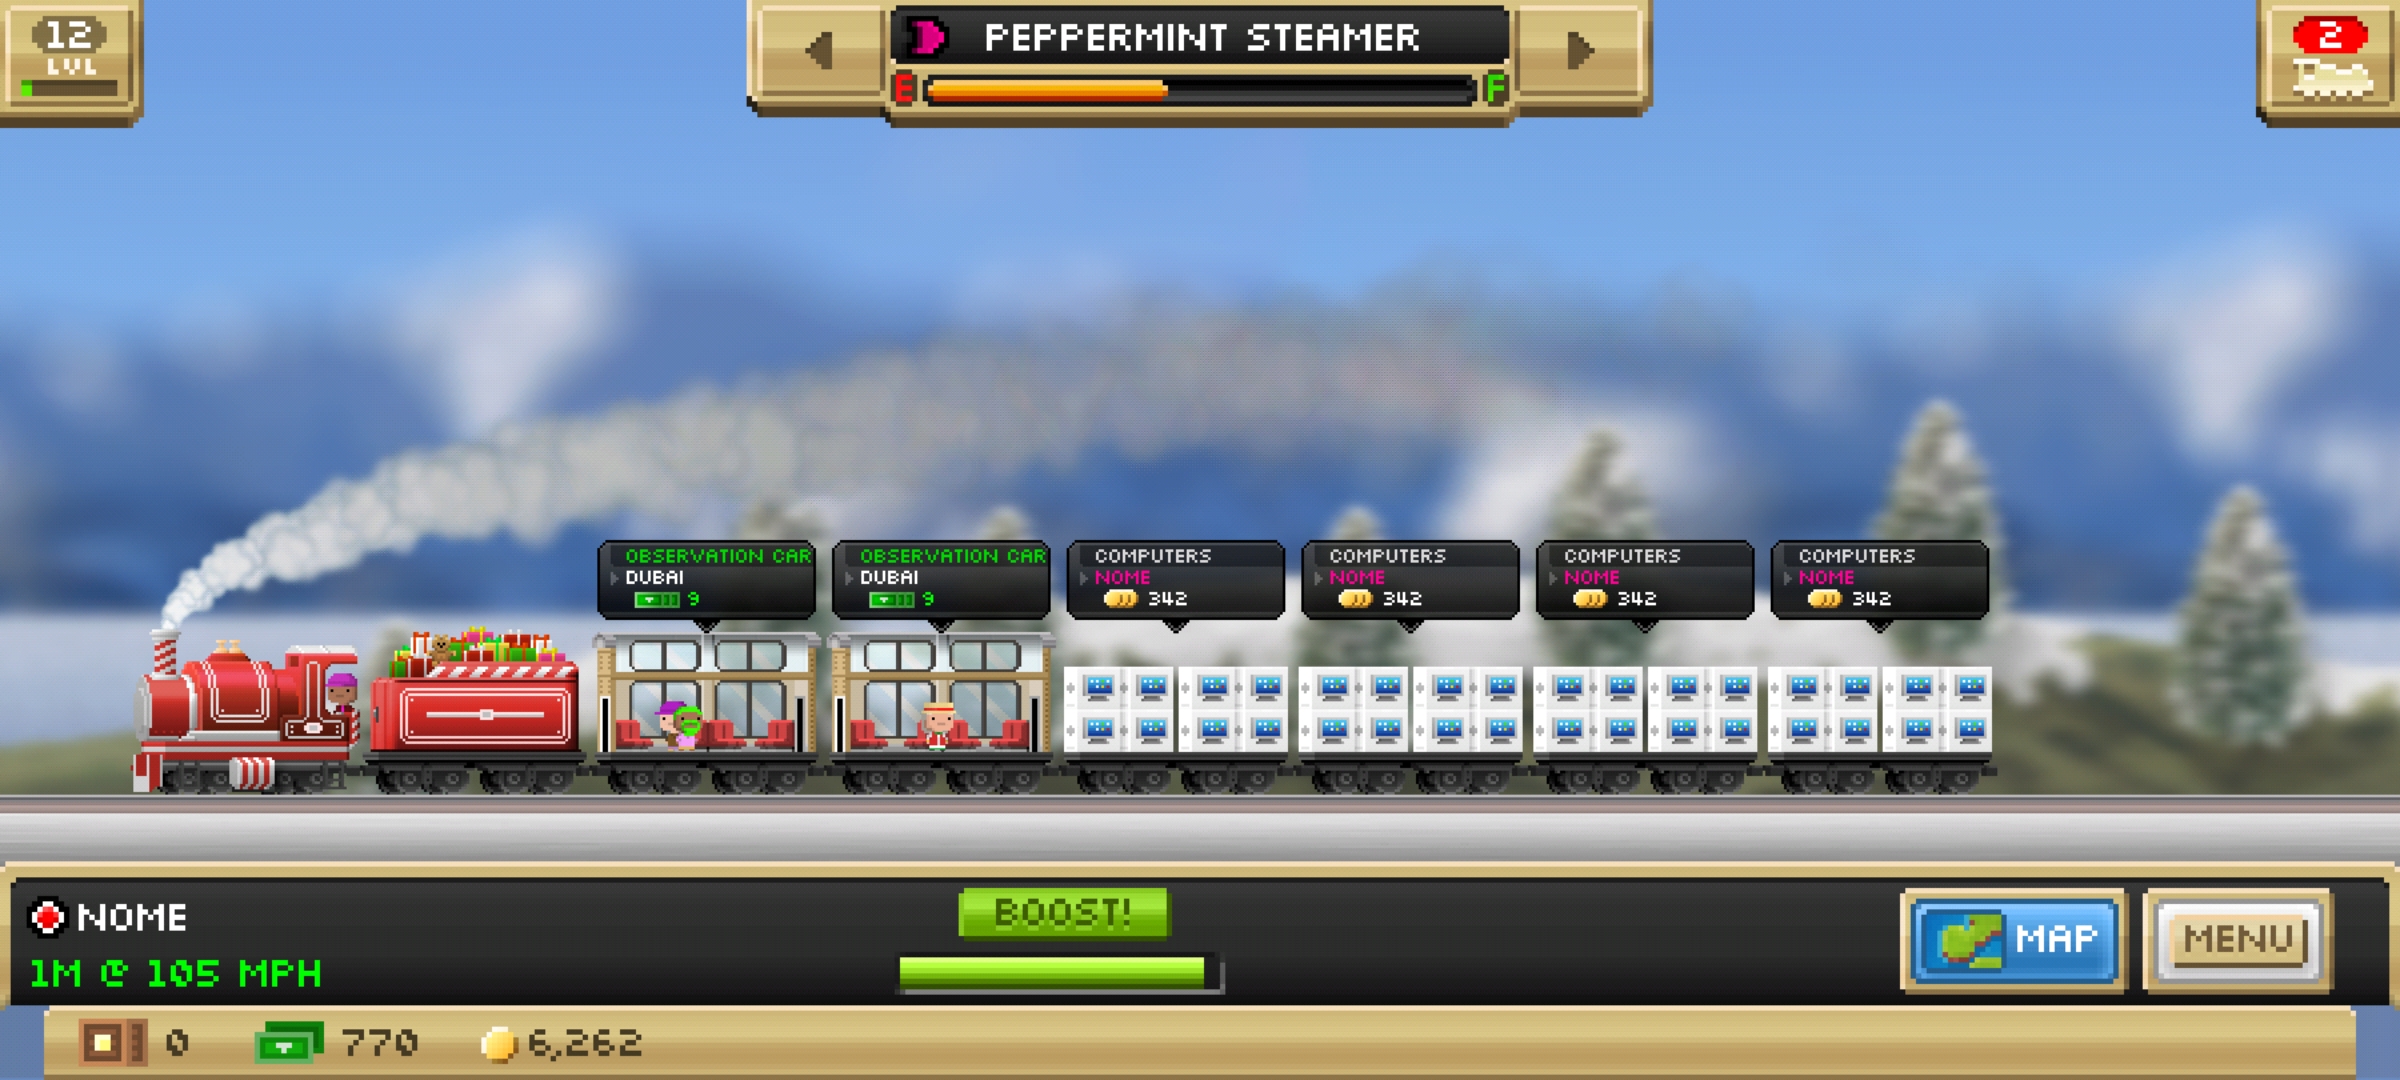 12
LVL
PEPPERMINT STEAMER
E F
2
OBSERVATION CAR
DUBAI
9
OBSERVATION CAR
DUBAI
9
COMPUTERS
NOME
342
COMPUTERS
NOME
342
COMPUTERS
NOME
342
COMPUTERS
NOME
342
NOME
1M @ 105 MPH
BOOST!
MAP
MENU
0 770 6,262